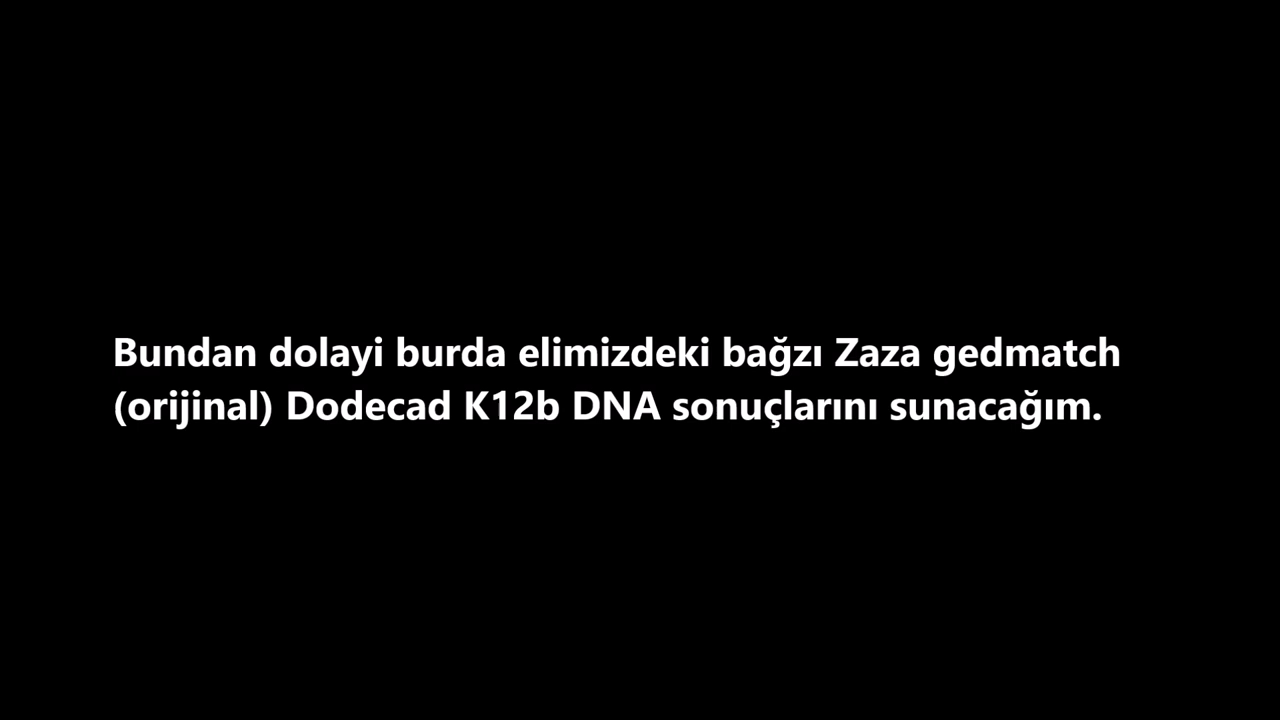 Bundan dolayi burda elimizdeki bağzı Zaza gedmatch
(orijinal) Dodecad K12b DNA sonuçlarını sunacağım.